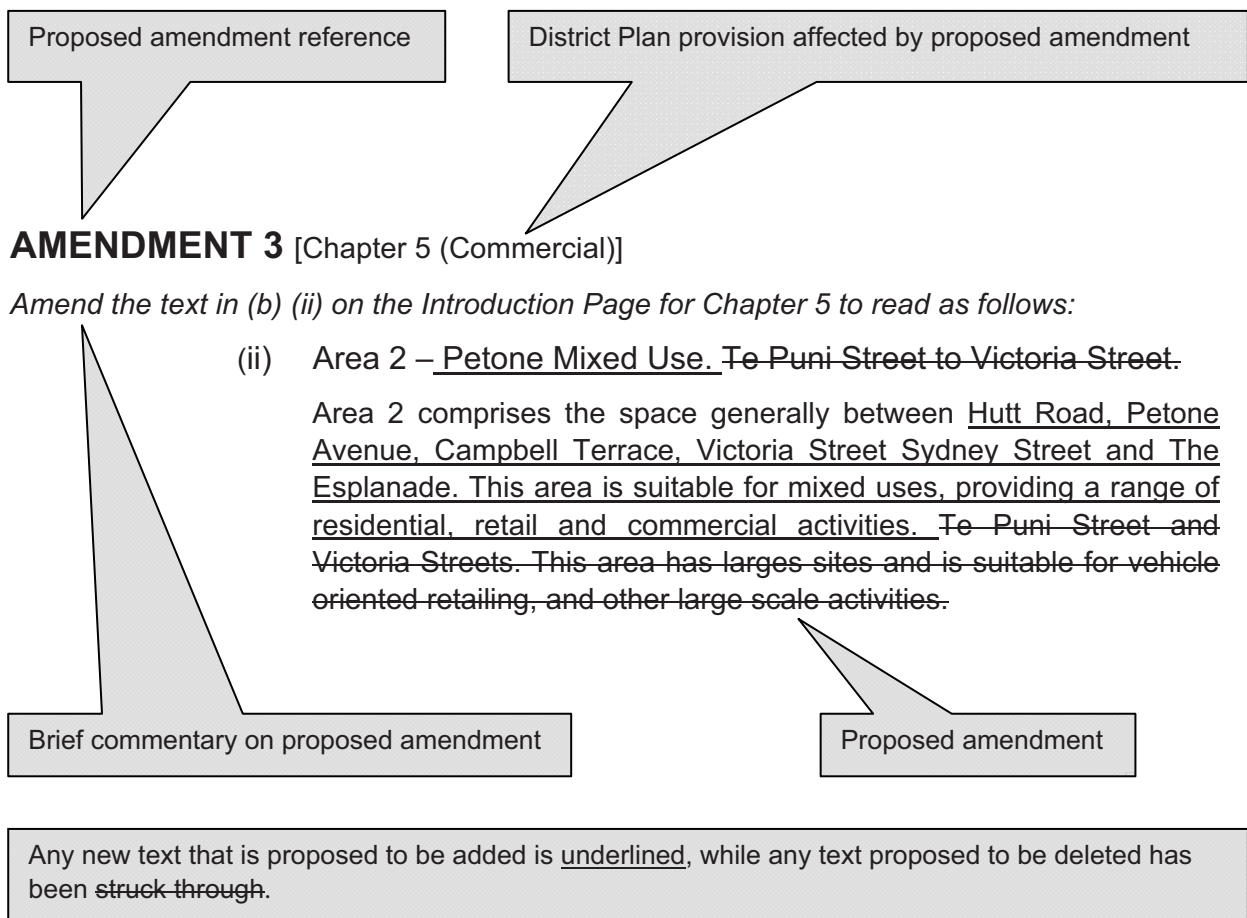 Proposed amendment reference
District Plan provision affected by proposed amendment
AMENDMENT 3 [Chapter 5 (Commercial)]
Amend the text in (b) (ii) on the Introduction Page for Chapter 5 to read as follows:
(ii) Area 2 – Petone Mixed Use. Te Puni Street to Victoria Street.
Area 2 comprises the space generally between Hutt Road, Petone
Avenue, Campbell Terrace, Victoria Street Sydney Street and The
Esplanade. This area is suitable for mixed uses, providing a range of
residential, retail and commercial activities. Te Puni Street and
Victoria Streets. This area has larges sites and is suitable for vehicle
oriented retailing, and other large scale activities.
Brief commentary on proposed amendment
Proposed amendment
Any new text that is proposed to be added is underlined, while any text proposed to be deleted has
been struck through.